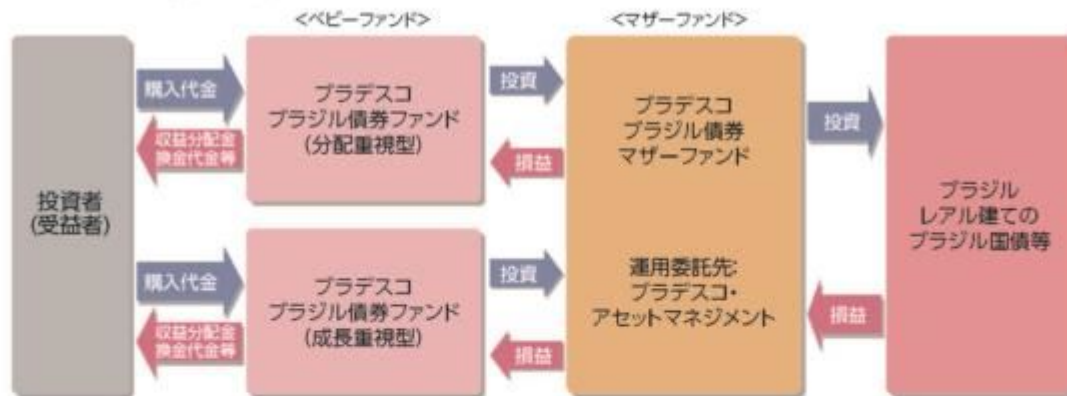 <ベビーファンド>
<マザーファンド>
投資者
(受益者)
購入代金
収益分配金
換金代金等
ブラデスコ
ブラジル債券ファンド
(分配重視型)
投資
損益
購入代金
収益分配金
換金代金等
ブラデスコ
ブラジル債券ファンド
(成長重視型)
投資
損益
ブラデスコ
ブラジル債券
マザーファンド
運用委託先:
ブラデスコ・
アセットマネジメント
投資
損益
ブラジル
レアル建ての
ブラジル国債等